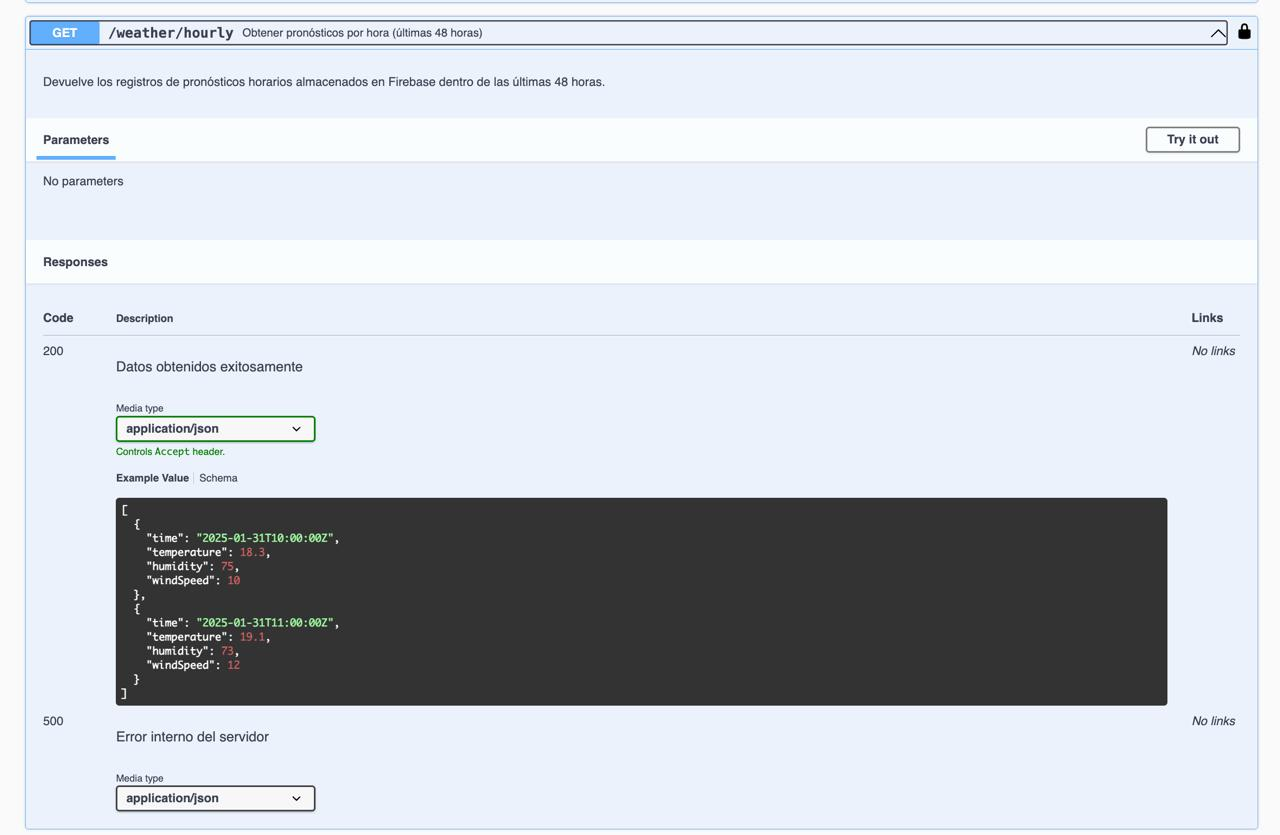 GET /weather/hourly Obtener pronósticos por hora (últimas 48 horas)
Devuelve los registros de pronósticos horarios almacenados en Firebase dentro de las últimas 48 horas.
Parameters Try it out
No parameters
Responses
Code Description Links
200 No links
Datos obtenidos exitosamente
Media type
application/json
Controls Accept header.
Example Value Schema
[
  {
    "time": "2025-01-31T10:00:00Z",
    "temperature": 18.3,
    "humidity": 75,
    "windSpeed": 10
  },
  {
    "time": "2025-01-31T11:00:00Z",
    "temperature": 19.1,
    "humidity": 73,
    "windSpeed": 12
  }
]
500 No links
Error interno del servidor
Media type
application/json